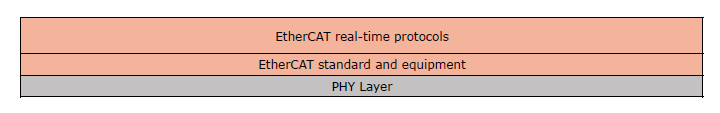 EtherCAT real-time protocols
EtherCAT standard and equipment
PHY Layer